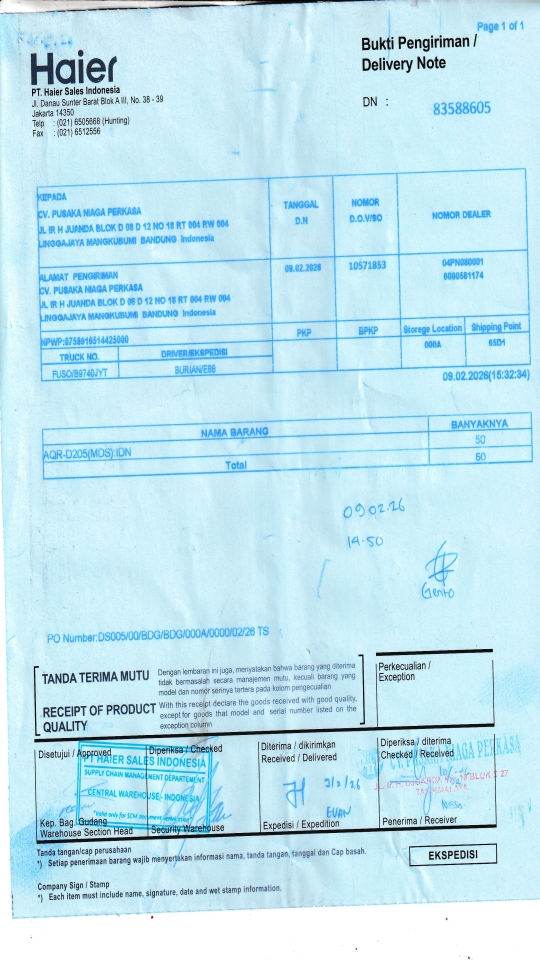 Page 1 of 1
Haier
Bukti Pengiriman /
Delivery Note
PT. Haier Sales Indonesia
Jl. Danau Sunter Barat Blok A III, No. 38 - 39
Jakarta 14350
Telp : (021) 6505668 (Hunting)
Fax : (021) 6512556
DN : 83588605
KEPADA
CV. PUSAKA NIAGA PERKASA
JL IR H JUANDA BLOK D 08 D 12 NO 18 RT 004 RW 004
LINGGAJAYA MANGKUBUMI BANDUNG Indonesia
TANGGAL
D.N
NOMOR
D.O.V/SO
NOMOR DEALER
ALAMAT PENGIRIMAN
CV. PUSAKA NIAGA PERKASA
JL IR H JUANDA BLOK D 08 D 12 NO 18 RT 004 RW 004
LINGGAJAYA MANGKUBUMI BANDUNG Indonesia
09.02.2026
10571853
04PN080001
6000581174
NPWP:0758916514425000
PKP
BPKP
Storege Location
Shipping Point
000A
65D1
TRUCK NO.
DRIVER/EKSPEDISI
FUSO/B9740JYT
BURIAN/EBB
09.02.2026(15:32:34)
NAMA BARANG
BANYAKNYA
AQR-D205(MDS):IDN
50
Total
50
09.02.26
14.50
Gento
PO Number:DS005/00/BDG/BDG/000A/0000/02/26 TS
TANDA TERIMA MUTU
Dengan lembaran ini juga, menyatakan bahwa barang yang diterima
tidak bermasalah secara manajemen mutu, kecuali barang yang
model dan nomor serinya tertera pada kolom pengecualian
RECEIPT OF PRODUCT
QUALITY
With this receipt declare the goods received with good quality,
except for goods that model and serial number listed on the
exception column
Perkecualian /
Exception
Disetujui / Approved
Diperiksa / Checked
Diterima / dikirimkan
Received / Delivered
Diperiksa / diterima
Checked / Received
PT HAIER SALES INDONESIA
SUPPLY CHAIN MANAGEMENT DEPARTEMENT
CENTRAL WAREHOUSE- INDONESIA
9/2/26
EVAN
Kep. Bag. Gudang
Warehouse Section Head
Security Warehouse
Expedisi / Expedition
Penerima / Receiver
Tanda tangan/cap perusahaan
*) Setiap penerimaan barang wajib menyertakan informasi nama, tanda tangan, tanggal dan Cap basah.
EKSPEDISI
Company Sign / Stamp
*) Each item must include name, signature, date and wet stamp information.